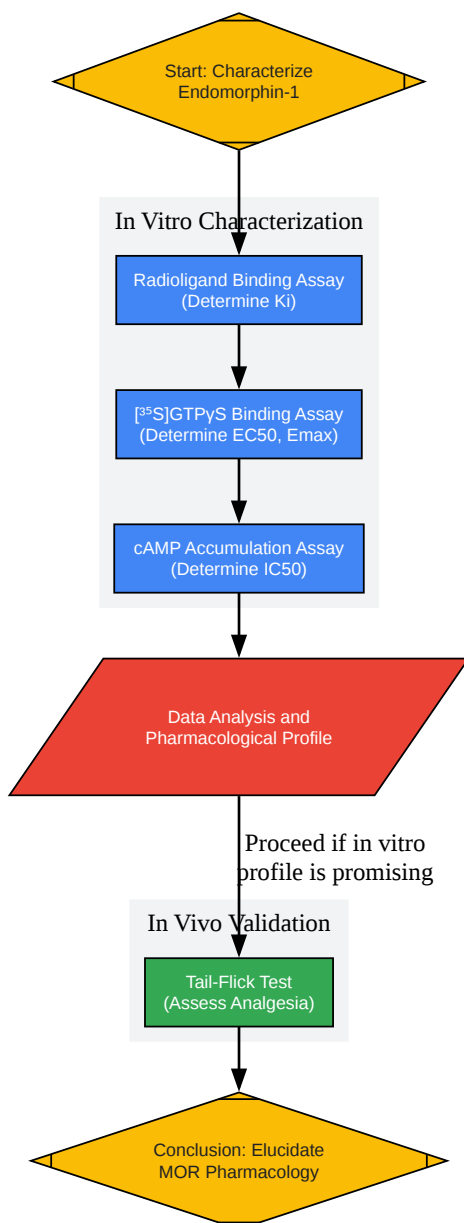 Start: Characterize
Endomorphin-1
In Vitro Characterization
Radioligand Binding Assay
(Determine Ki)
[³⁵S]GTPγS Binding Assay
(Determine EC50, Emax)
cAMP Accumulation Assay
(Determine IC50)
Data Analysis and
Pharmacological Profile
Proceed if in vitro
profile is promising
In Vivo Validation
Tail-Flick Test
(Assess Analgesia)
Conclusion: Elucidate
MOR Pharmacology